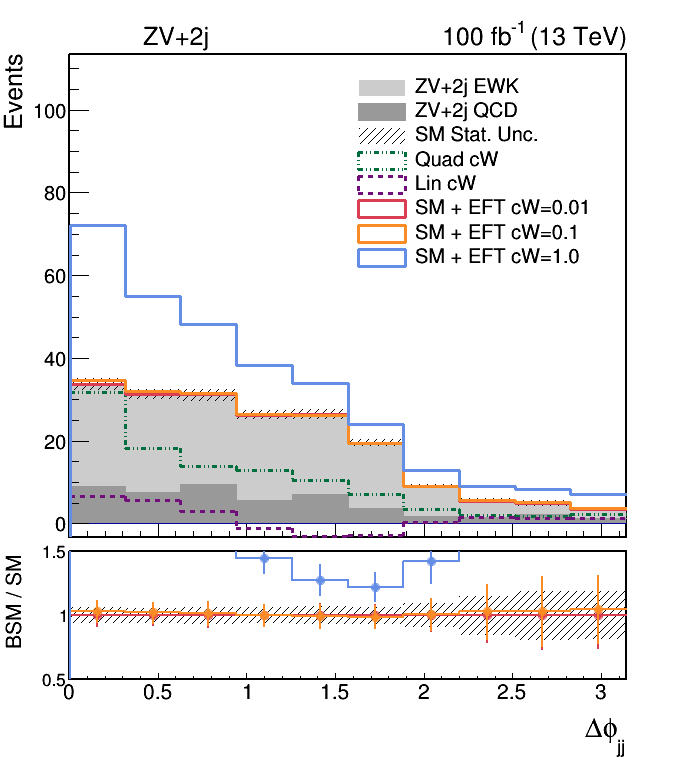 ZV+2j 100 fb⁻¹ (13 TeV)
Events
100
80
60
40
20
0
ZV+2j EWK
ZV+2j QCD
SM Stat. Unc.
Quad cW
Lin cW
SM + EFT cW=0.01
SM + EFT cW=0.1
SM + EFT cW=1.0
BSM / SM
1.5
1
0.5
0 0.5 1 1.5 2 2.5 3
Δϕjj